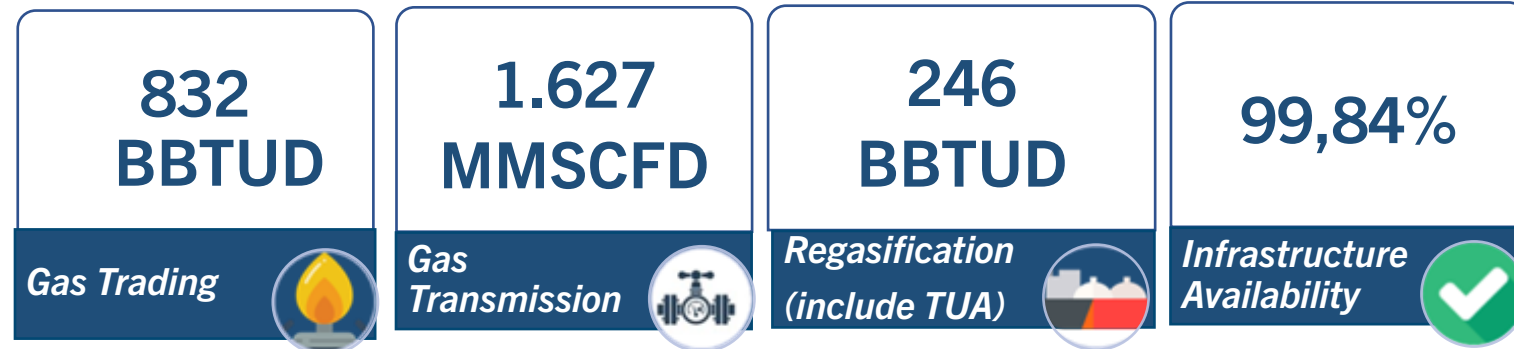 832
BBTUD
Gas Trading
1.627
MMSCFD
Gas
Transmission
246
BBTUD
Regasification
(include TUA)
99,84%
Infrastructure
Availability